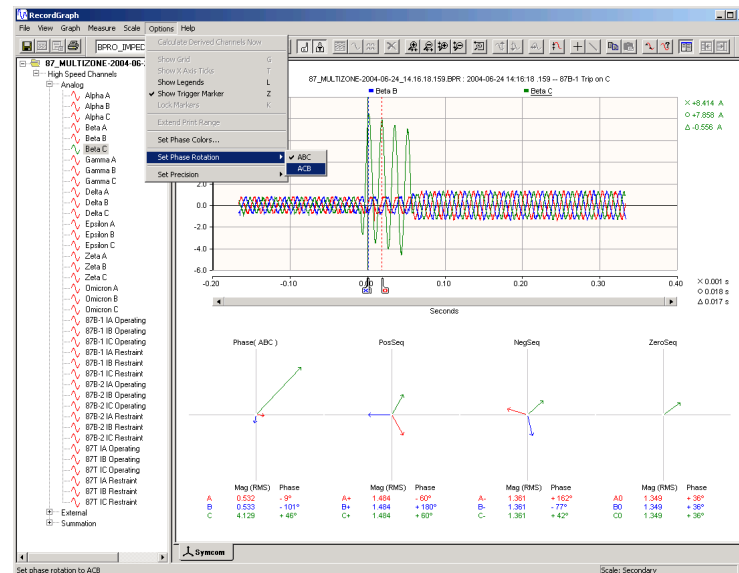 RecordGraph
File View Graph Measure Scale Options Help
BPRO_IMPED
Calculate Derived Channels Now
Show Grid G
Show X Axis Ticks T
Show Legends L
Show Trigger Marker Z
Lock Markers K
Extend Print Range
Set Phase Colors...
Set Phase Rotation
ABC
ACB
Set Precision
87_MULTIZONE-2004-06-
High Speed Channels
Analog
Alpha A
Alpha B
Alpha C
Beta A
Beta B
Beta C
Gamma A
Gamma B
Gamma C
Delta A
Delta B
Delta C
Epsilon A
Epsilon B
Epsilon C
Zeta A
Zeta B
Zeta C
Omicron A
Omicron B
Omicron C
87B-1 IA Operating
87B-1 IB Operating
87B-1 IC Operating
87B-1 IA Restraint
87B-1 IB Restraint
87B-1 IC Restraint
87B-2 IA Operating
87B-2 IB Operating
87B-2 IC Operating
87B-2 IA Restraint
87B-2 IB Restraint
87B-2 IC Restraint
87T IA Operating
87T IB Operating
87T IC Operating
87T IA Restraint
87T IB Restraint
87T IC Restraint
External
Summation
87_MULTIZONE-2004-06-24_14.16.18.159.BPR : 2004-06-24 14:16:18 .159 -- 87B-1 Trip on C
Beta B Beta C
+8.414 A
+7.858 A
Δ -0.556 A
2.0
0.0
-2.0
-4.0
-6.0
-0.20 -0.10 0.00 0.10 0.20 0.30 0.40
X 0.001 s
O 0.018 s
Δ 0.017 s
Seconds
Phase( ABC ) PosSeq NegSeq ZeroSeq
Mag (RMS) Phase Mag (RMS) Phase Mag (RMS) Phase Mag (RMS) Phase
A 0.532 - 9° A+ 1.484 - 60° A- 1.361 + 162° A0 1.349 + 36°
B 0.533 - 101° B+ 1.484 + 180° B- 1.361 - 77° B0 1.349 + 36°
C 4.129 + 46° C+ 1.484 + 60° C- 1.361 + 42° C0 1.349 + 36°
Symcom
Set phase rotation to ACB
Scale: Secondary